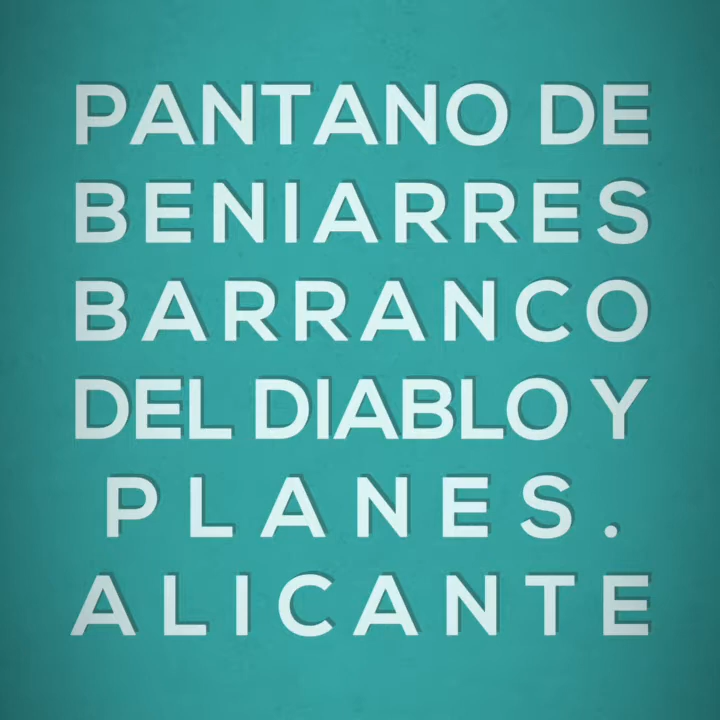 PANTANO DE
BENIARRES
BARRANCO
DEL DIABLO Y
PLANES.
ALICANTE